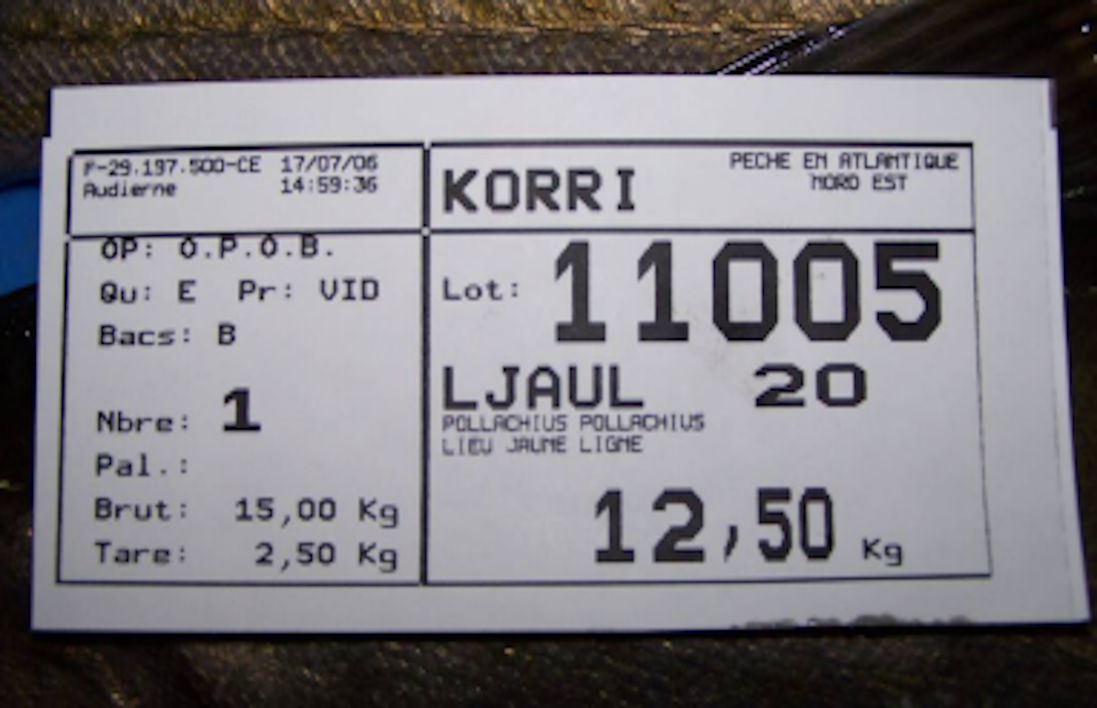 F-29.197.500-CE 17/07/06
Audierne 14:59:36
KORRI
PECHE EN ATLANTIQUE
NORD EST
OP: O.P.O.B.
Qu: E Pr: VID
Bacs: B
Nbre: 1
Pal.:
Brut: 15,00 Kg
Tare: 2,50 Kg
Lot: 11005
LJAUL 20
POLLACHIUS POLLACHIUS
LIEU JAUNE LIGNE
12,50 Kg